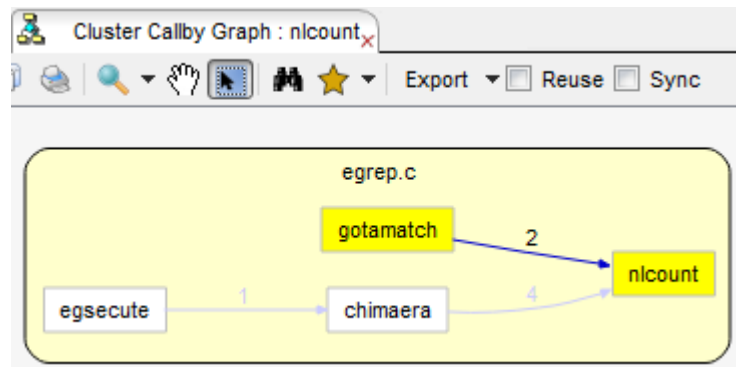 Cluster Callby Graph : nlcount
Export Reuse Sync
egrep.c
gotamatch
2
nlcount
egsecute
1
chimaera
4